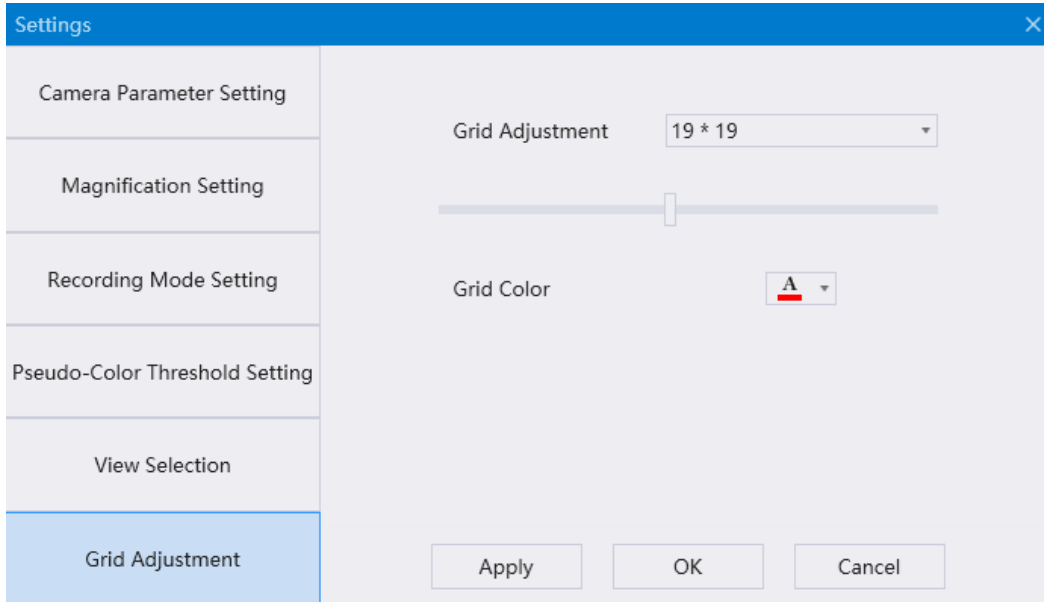 Settings
Camera Parameter Setting
Magnification Setting
Recording Mode Setting
Pseudo-Color Threshold Setting
View Selection
Grid Adjustment
Grid Adjustment 19 * 19
Grid Color A
Apply OK Cancel